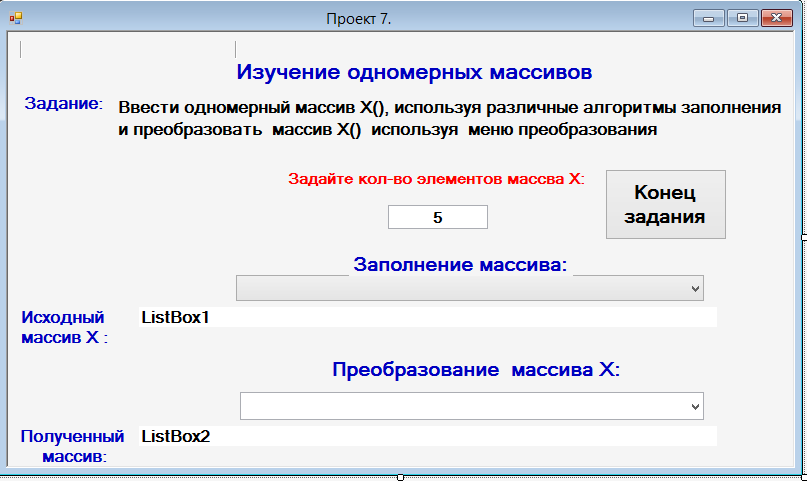 Проект 7.
Изучение одномерных массивов
Задание:
Ввести одномерный массив X(), используя различные алгоритмы заполнения
и преобразовать массив X() используя меню преобразования
Задайте кол-во элементов массва X:
5
Конец
задания
Заполнение массива:
Исходный
массив X :
ListBox1
Преобразование массива X:
Полученный
массив:
ListBox2